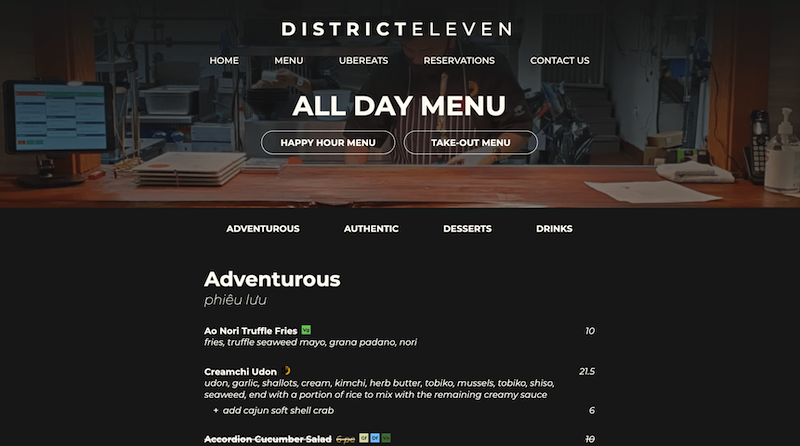 DISTRICTELEVEN
HOME MENU UBEREATS RESERVATIONS CONTACT US
ALL DAY MENU
HAPPY HOUR MENU TAKE-OUT MENU
ADVENTUROUS AUTHENTIC DESSERTS DRINKS
Adventurous
phiêu lưu
Ao Nori Truffle Fries 10
fries, truffle seaweed mayo, grana padano, nori
Creamchi Udon 21.5
udon, garlic, shallots, cream, kimchi, herb butter, tobiko, mussels, tobiko, shiso,
seaweed, end with a portion of rice to mix with the remaining creamy sauce
+ add cajun soft shell crab 6
Accordion Cucumber Salad 6 pc GF DF 10